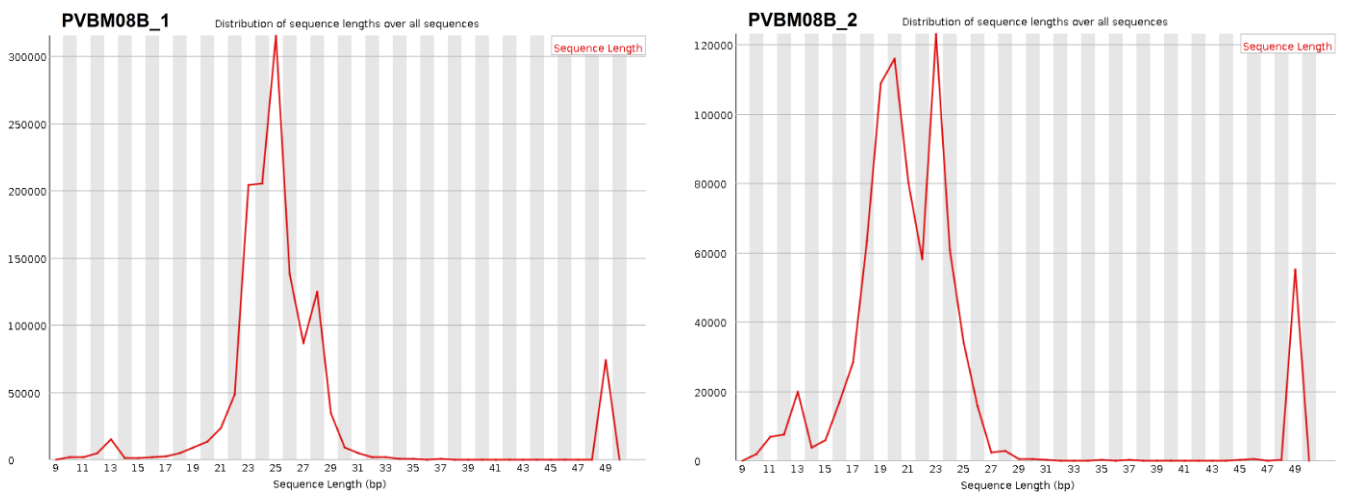 PVBM08B_1
Distribution of sequence lengths over all sequences
Sequence Length
300000
250000
200000
150000
100000
50000
0
9 11 13 15 17 19 21 23 25 27 29 31 33 35 37 39 41 43 45 47 49
Sequence Length (bp)
PVBM08B_2
Distribution of sequence lengths over all sequences
Sequence Length
120000
100000
80000
60000
40000
20000
0
9 11 13 15 17 19 21 23 25 27 29 31 33 35 37 39 41 43 45 47 49
Sequence Length (bp)